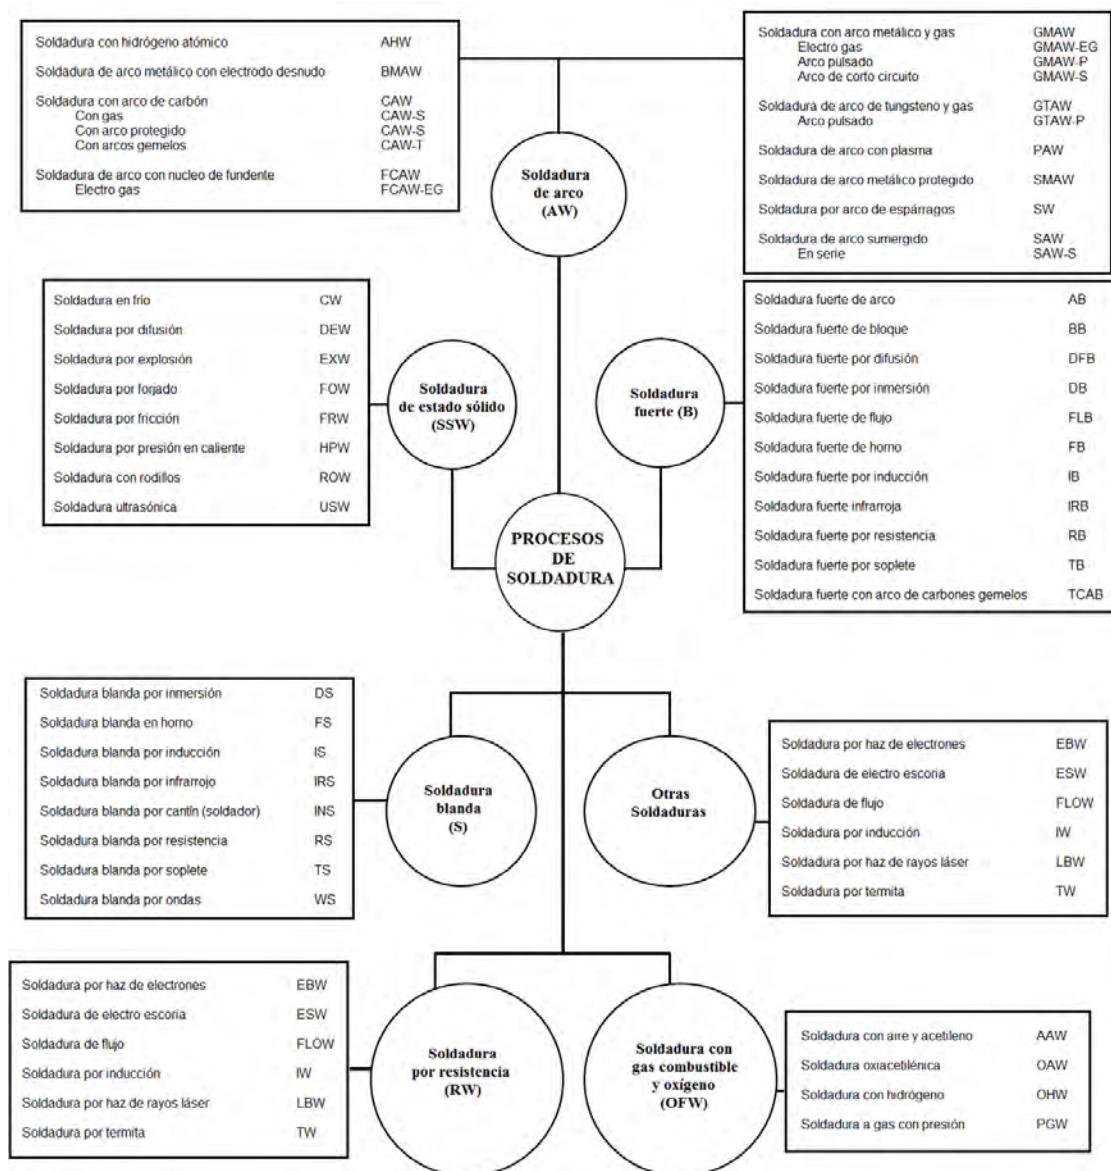 Soldadura con hidrógeno atómico AHW
Soldadura de arco metálico con electrodo desnudo BMAW
Soldadura con arco de carbón CAW
Con gas CAW-S
Con arco protegido CAW-S
Con arcos gemelos CAW-T
Soldadura de arco con nucleo de fundente FCAW
Electro gas FCAW-EG
Soldadura
de arco
(AW)
Soldadura con arco metálico y gas GMAW
Electro gas GMAW-EG
Arco pulsado GMAW-P
Arco de corto circuito GMAW-S
Soldadura de arco de tungsteno y gas GTAW
Arco pulsado GTAW-P
Soldadura de arco con plasma PAW
Soldadura de arco metálico protegido SMAW
Soldadura por arco de espárragos SW
Soldadura de arco sumergido SAW
En serie SAW-S
Soldadura en frío CW
Soldadura por difusión DEW
Soldadura por explosión EXW
Soldadura por forjado FOW
Soldadura por fricción FRW
Soldadura por presión en caliente HPW
Soldadura con rodillos ROW
Soldadura ultrasónica USW
Soldadura
de estado sólido
(SSW)
Soldadura
fuerte (B)
Soldadura fuerte de arco AB
Soldadura fuerte de bloque BB
Soldadura fuerte por difusión DFB
Soldadura fuerte por inmersión DB
Soldadura fuerte de flujo FLB
Soldadura fuerte de horno FB
Soldadura fuerte por inducción IB
Soldadura fuerte infrarroja IRB
Soldadura fuerte por resistencia RB
Soldadura fuerte por soplete TB
Soldadura fuerte con arco de carbones gemelos TCAB
PROCESOS
DE
SOLDADURA
Soldadura blanda por inmersión DS
Soldadura blanda en horno FS
Soldadura blanda por inducción IS
Soldadura blanda por infrarrojo IRS
Soldadura blanda por cantín (soldador) INS
Soldadura blanda por resistencia RS
Soldadura blanda por soplete TS
Soldadura blanda por ondas WS
Soldadura
blanda
(S)
Otras
Soldaduras
Soldadura por haz de electrones EBW
Soldadura de electro escoria ESW
Soldadura de flujo FLOW
Soldadura por inducción IW
Soldadura por haz de rayos láser LBW
Soldadura por termita TW
Soldadura por haz de electrones EBW
Soldadura de electro escoria ESW
Soldadura de flujo FLOW
Soldadura por inducción IW
Soldadura por haz de rayos láser LBW
Soldadura por termita TW
Soldadura
por resistencia
(RW)
Soldadura con
gas combustible
y oxígeno
(OFW)
Soldadura con aire y acetileno AAW
Soldadura oxiacetilénica OAW
Soldadura con hidrógeno OHW
Soldadura a gas con presión PGW